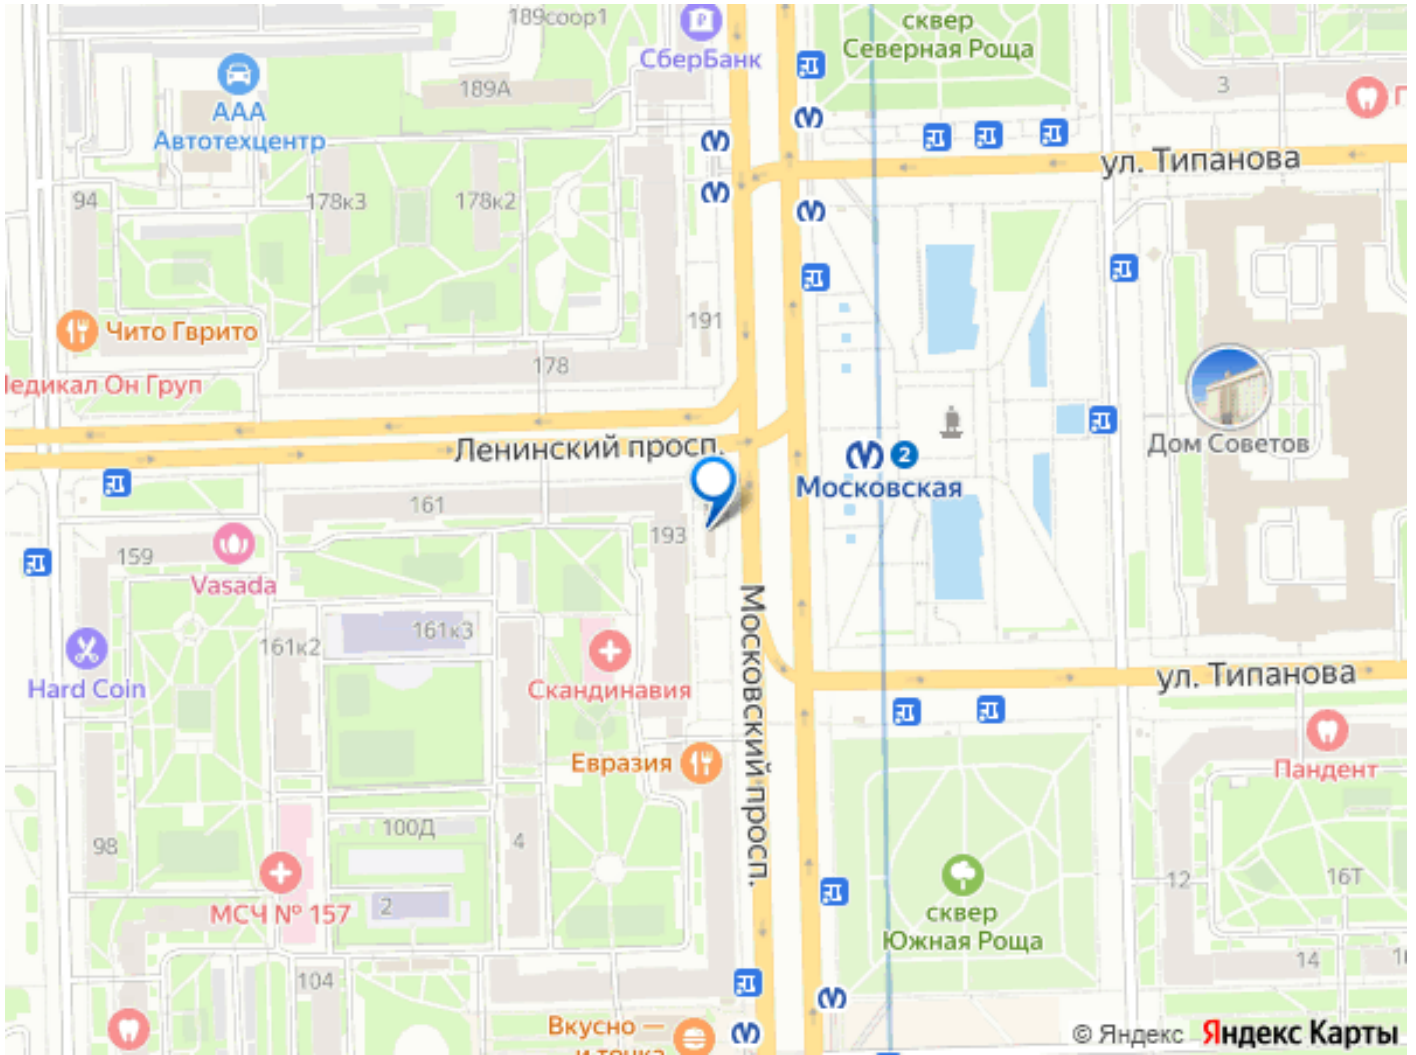 189соор1
СберБанк
сквер
Северная Роща
3
189А
ААА
Автотехцентр
ул. Типанова
94
178к3
178к2
191
Чито Гврито
178
Медикал Он Груп
Ленинский просп.
Дом Советов
2
Московская
161
193
159
Vasada
161к2
161к3
Московский просп.
Hard Coin
Скандинавия
ул. Типанова
Евразия
Пандент
98
100Д
4
12
16Т
МСЧ № 157
2
сквер
Южная Роща
104
14
Вкусно —
и точка
© Яндекс Яндекс Карты